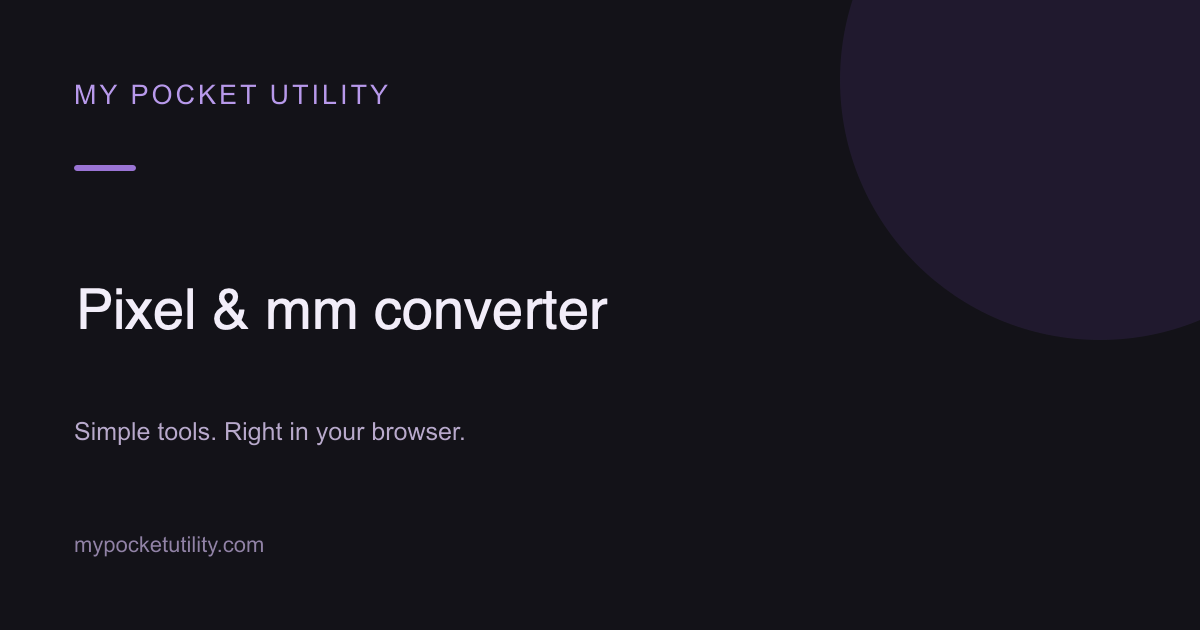 MY POCKET UTILITY
Pixel & mm converter
Simple tools. Right in your browser.
mypocketutility.com